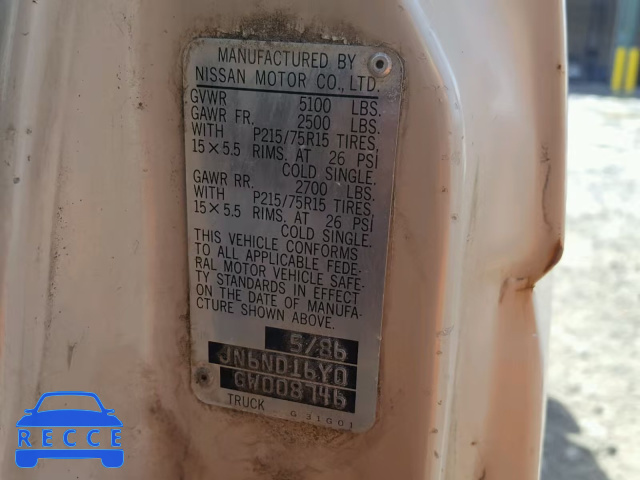 MANUFACTURED BY
NISSAN MOTOR CO., LTD.
GVWR 5100 LBS.
GAWR FR. 2500 LBS.
WITH P215/75R15 TIRES,
15 × 5.5 RIMS. AT 26 PSI
COLD SINGLE.
GAWR RR. 2700 LBS.
WITH P215/75R15 TIRES,
15 × 5.5 RIMS. AT 26 PSI
COLD SINGLE.
THIS VEHICLE CONFORMS
TO ALL APPLICABLE FEDE-
RAL MOTOR VEHICLE SAFE-
TY STANDARDS IN EFFECT
ON THE DATE OF MANUFA-
CTURE SHOWN ABOVE.
5/86
JN6ND16Y0
GW008746
TRUCK G31G01
RECCE